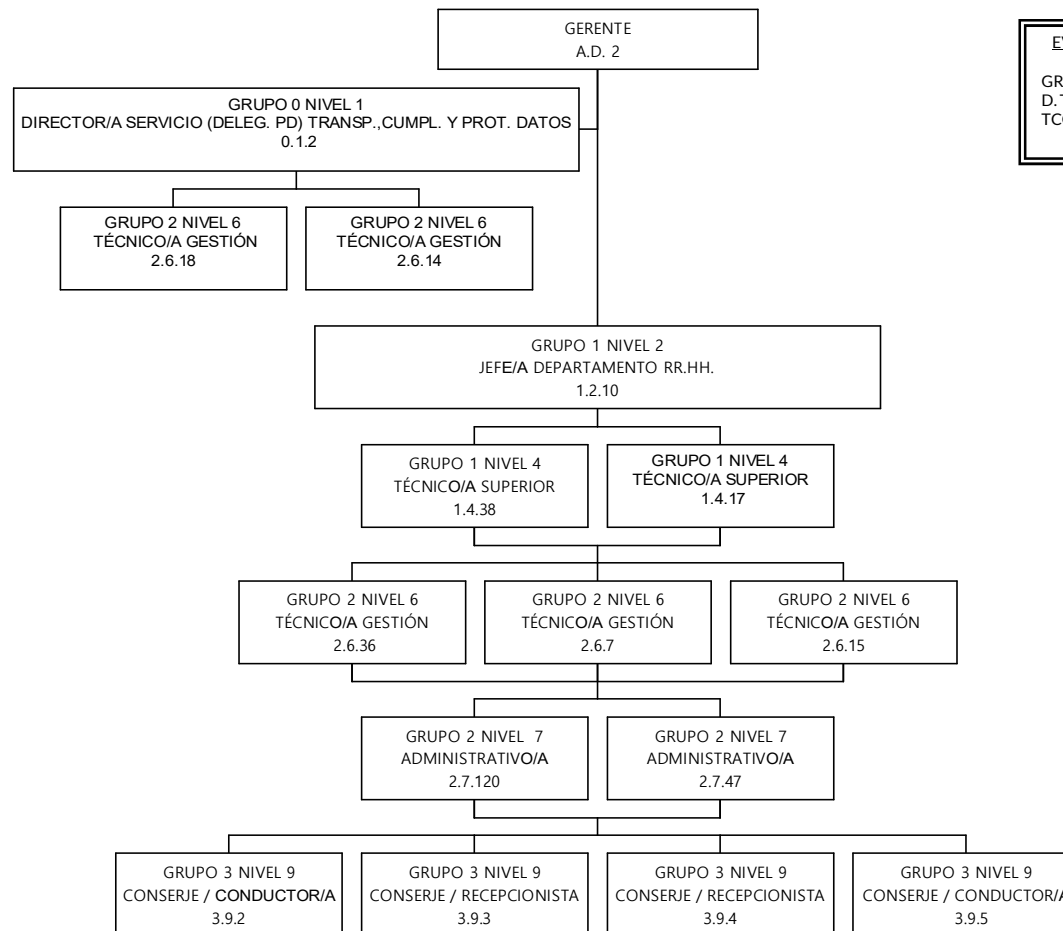 GERENTE
A.D. 2
GRUPO 0 NIVEL 1
DIRECTOR/A SERVICIO (DELEG. PD) TRANSP.,CUMPL. Y PROT. DATOS
0.1.2
GRUPO 2 NIVEL 6
TÉCNICO/A GESTIÓN
2.6.18
GRUPO 2 NIVEL 6
TÉCNICO/A GESTIÓN
2.6.14
GRUPO 1 NIVEL 2
JEFE/A DEPARTAMENTO RR.HH.
1.2.10
GRUPO 1 NIVEL 4
TÉCNICO/A SUPERIOR
1.4.38
GRUPO 1 NIVEL 4
TÉCNICO/A SUPERIOR
1.4.17
GRUPO 2 NIVEL 6
TÉCNICO/A GESTIÓN
2.6.36
GRUPO 2 NIVEL 6
TÉCNICO/A GESTIÓN
2.6.7
GRUPO 2 NIVEL 6
TÉCNICO/A GESTIÓN
2.6.15
GRUPO 2 NIVEL 7
ADMINISTRATIVO/A
2.7.120
GRUPO 2 NIVEL 7
ADMINISTRATIVO/A
2.7.47
GRUPO 3 NIVEL 9
CONSERJE / CONDUCTOR/A
3.9.2
GRUPO 3 NIVEL 9
CONSERJE / RECEPCIONISTA
3.9.3
GRUPO 3 NIVEL 9
CONSERJE / RECEPCIONISTA
3.9.4
GRUPO 3 NIVEL 9
CONSERJE / CONDUCTOR/A
3.9.5